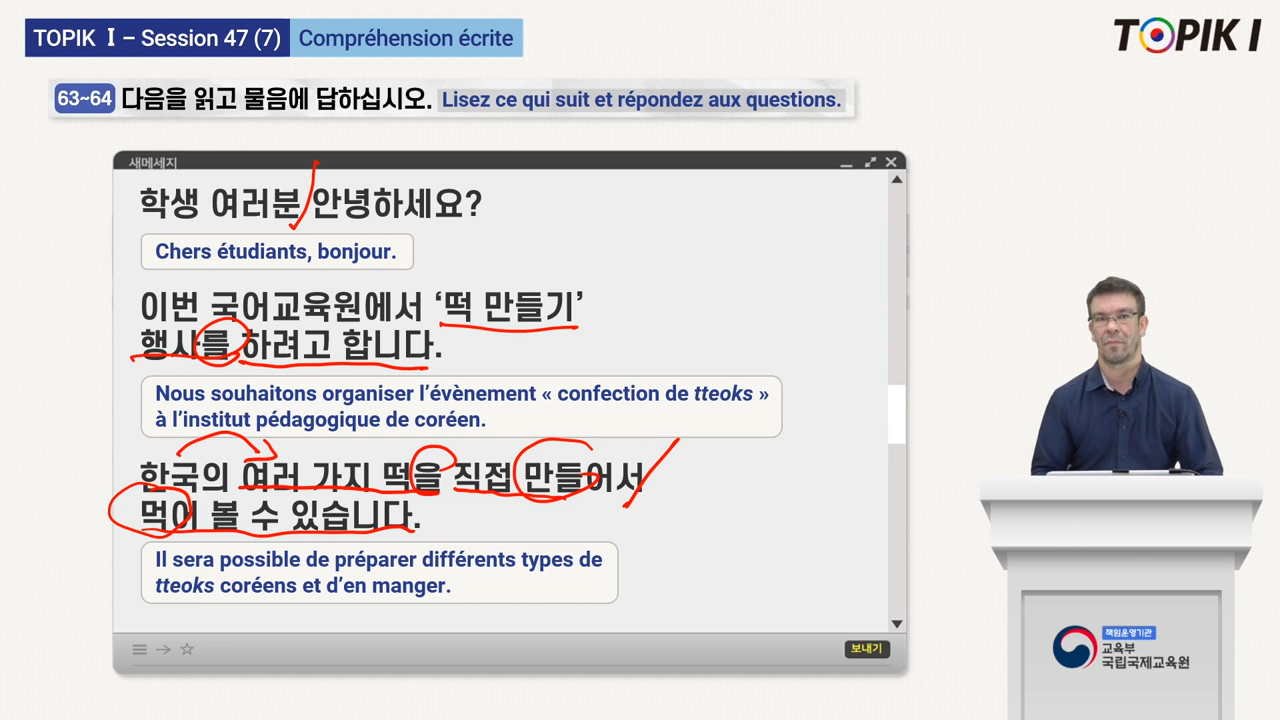 TOPIK I – Session 47 (7) Compréhension écrite
TOPIK I
63~64 다음을 읽고 물음에 답하십시오. Lisez ce qui suit et répondez aux questions.
새메세지
학생 여러분 안녕하세요?
Chers étudiants, bonjour.
이번 국어교육원에서 ‘떡 만들기’
행사를 하려고 합니다.
Nous souhaitons organiser l’évènement « confection de tteoks »
à l’institut pédagogique de coréen.
한국의 여러 가지 떡을 직접 만들어서
먹어 볼 수 있습니다.
Il sera possible de préparer différents types de
tteoks coréens et d’en manger.
보내기
책임운영기관
교육부
국립국제교육원